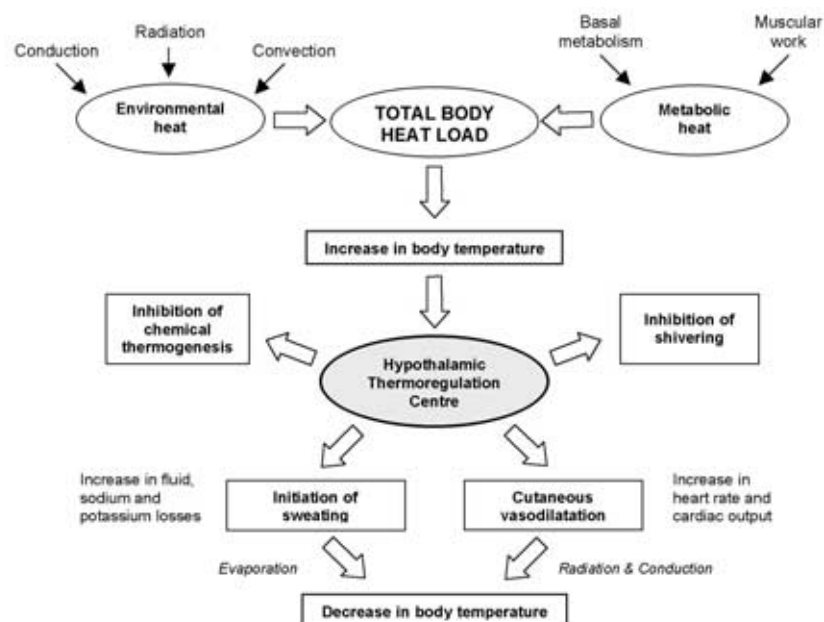 Radiation
Conduction
Convection
Basal
metabolism
Muscular
work
Environmental
heat
TOTAL BODY
HEAT LOAD
Metabolic
heat
Increase in body temperature
Inhibition of
chemical
thermogenesis
Inhibition of
shivering
Hypothalamic
Thermoregulation
Centre
Increase in fluid,
sodium and
potassium losses
Initiation of
sweating
Cutaneous
vasodilatation
Increase in
heart rate and
cardiac output
Evaporation
Radiation & Conduction
Decrease in body temperature